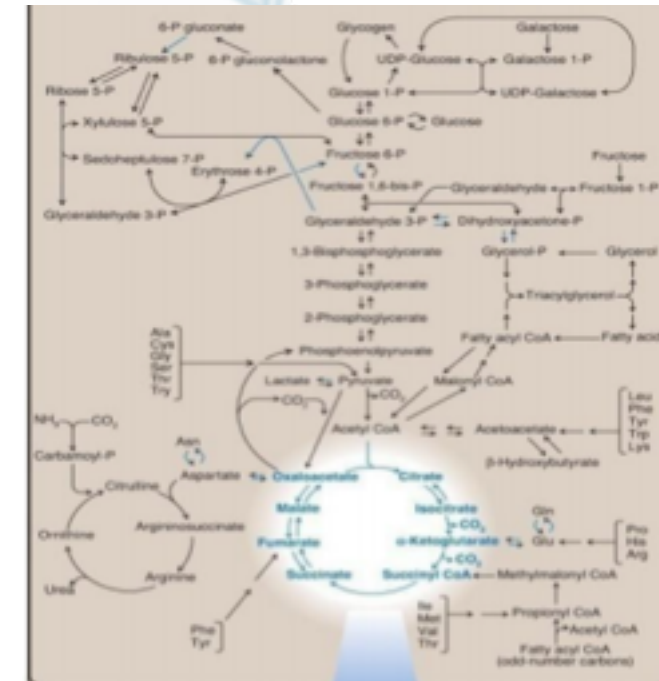 6-P gluconate
Glycogen
Galactose
Ribulose 5-P
6-P gluconolactone
UDP-Glucose
Galactose 1-P
Ribose 5-P
Glucose 1-P
UDP-Galactose
Xylulose 5-P
Glucose 6-P
Glucose
Sedoheptulose 7-P
Fructose 6-P
Fructose
Erythrose 4-P
Fructose 1,6-bis-P
Glyceraldehyde
Fructose 1-P
Glyceraldehyde 3-P
Glyceraldehyde 3-P
Dihydroxyacetone-P
1,3-Bisphosphoglycerate
Glycerol-P
Glycerol
3-Phosphoglycerate
Triacylglycerol
2-Phosphoglycerate
Fatty acyl CoA
Fatty acid
Phosphoenolpyruvate
Ala
Cys
Gly
Ser
Thr
Lactate
Pyruvate
Malonyl CoA
CO2
CO2
Acetyl CoA
Acetoacetate
Leu
Phe
Tyr
Trp
Lys
β-Hydroxybutyrate
NH3
CO2
Carbamoyl-P
Asn
Aspartate
Oxaloacetate
Citrate
Malate
Isocitrate
CO2
Fumarate
α-Ketoglutarate
CO2
Succinate
Succinyl CoA
Gln
Glu
Pro
His
Arg
Methylmalonyl CoA
Argininosuccinate
Ornithine
Arginine
Urea
Phe
Tyr
Ile
Met
Val
Thr
Propionyl CoA
Acetyl CoA
Fatty acyl CoA
(odd-number carbons)